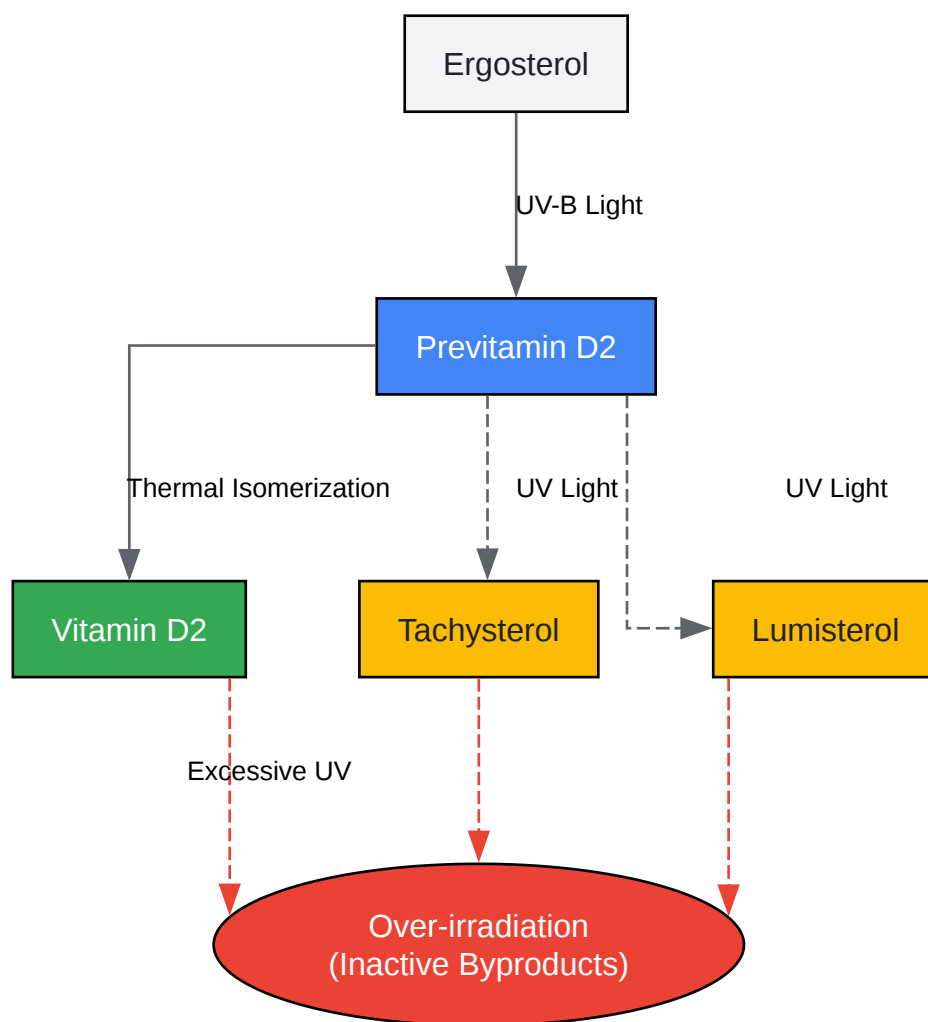 Ergosterol
UV-B Light
Previtamin D2
Thermal Isomerization
UV Light
UV Light
Vitamin D2
Tachysterol
Lumisterol
Excessive UV
Over-irradiation
(Inactive Byproducts)